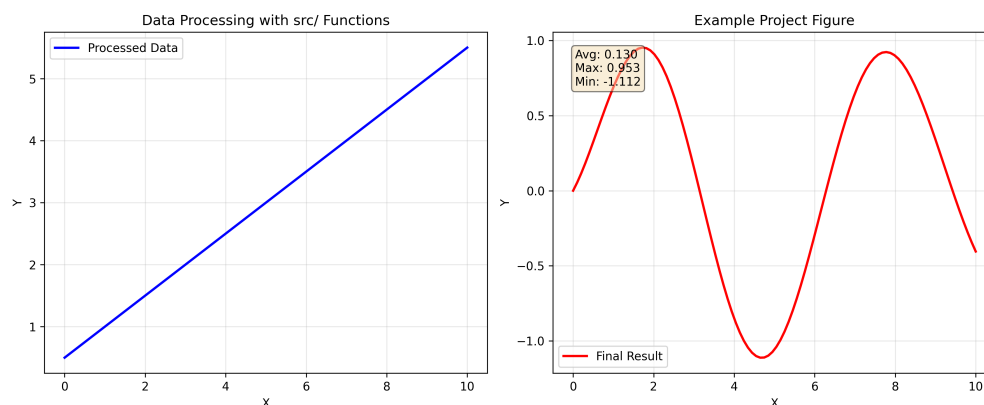 Data Processing with src/ Functions
Processed Data
Y
5
4
3
2
1
0 2 4 6 8 10
X
Example Project Figure
Avg: 0.130
Max: 0.953
Min: -1.112
Y
1.0
0.5
0.0
−0.5
−1.0
Final Result
0 2 4 6 8 10
X